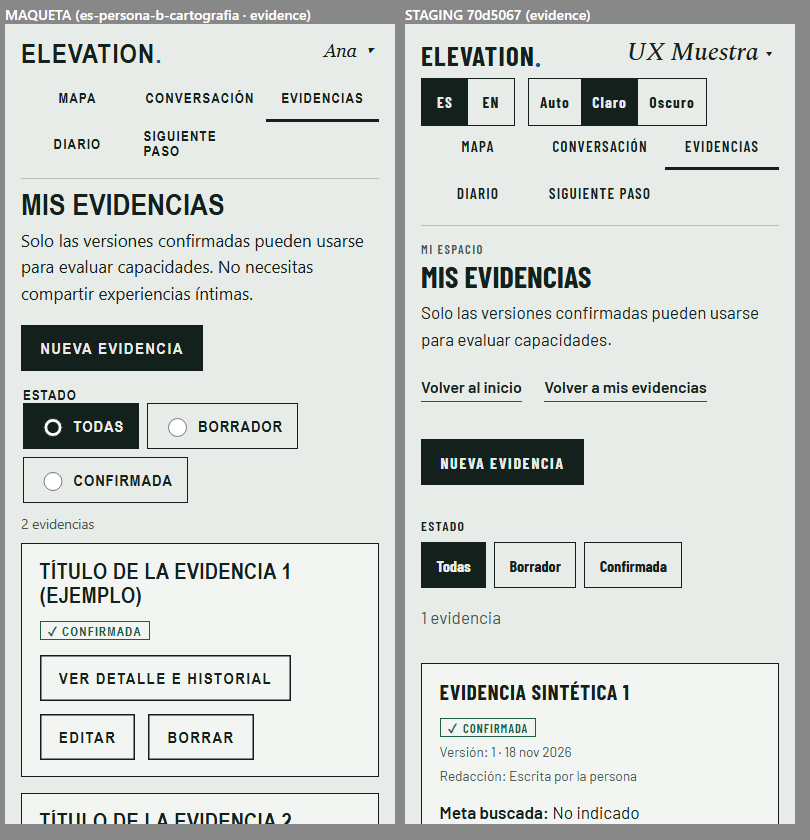 MAQUETA (es-persona-b-cartografia · evidence)
ELEVATION.
Ana ▾
MAPA
CONVERSACIÓN
EVIDENCIAS
DIARIO
SIGUIENTE
PASO
MIS EVIDENCIAS
Solo las versiones confirmadas pueden usarse
para evaluar capacidades. No necesitas
compartir experiencias íntimas.
NUEVA EVIDENCIA
ESTADO
TODAS
BORRADOR
CONFIRMADA
2 evidencias
TÍTULO DE LA EVIDENCIA 1
(EJEMPLO)
✓ CONFIRMADA
VER DETALLE E HISTORIAL
EDITAR
BORRAR
TÍTULO DE LA EVIDENCIA 2
STAGING 70d5067 (evidence)
ELEVATION.
UX Muestra ▾
ES
EN
Auto
Claro
Oscuro
MAPA
CONVERSACIÓN
EVIDENCIAS
DIARIO
SIGUIENTE PASO
MI ESPACIO
MIS EVIDENCIAS
Solo las versiones confirmadas pueden usarse
para evaluar capacidades.
Volver al inicio
Volver a mis evidencias
NUEVA EVIDENCIA
ESTADO
Todas
Borrador
Confirmada
1 evidencia
EVIDENCIA SINTÉTICA 1
✓ CONFIRMADA
Versión: 1 · 18 nov 2026
Redacción: Escrita por la persona
Meta buscada: No indicado